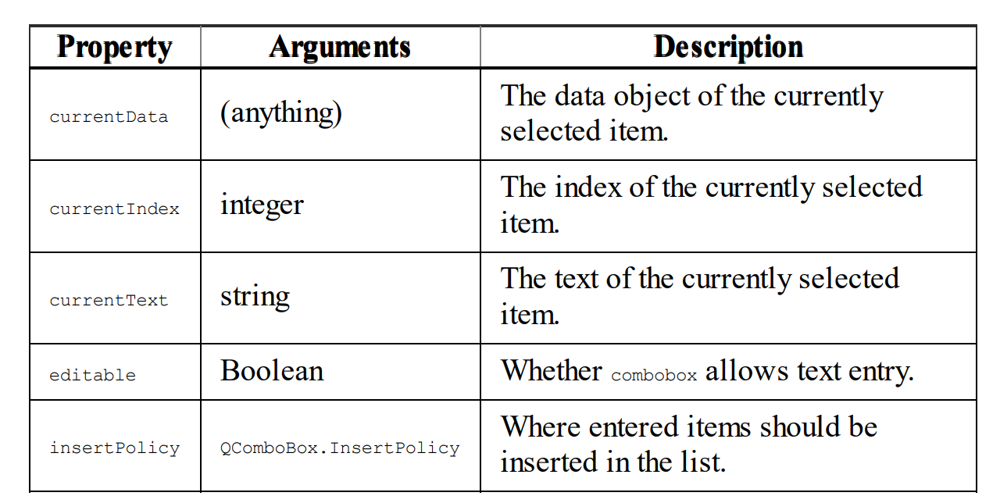 Property Arguments Description
currentData (anything) The data object of the currently
selected item.
currentIndex integer The index of the currently selected
item.
currentText string The text of the currently selected
item.
editable Boolean Whether combobox allows text entry.
insertPolicy QComboBox.InsertPolicy Where entered items should be
inserted in the list.